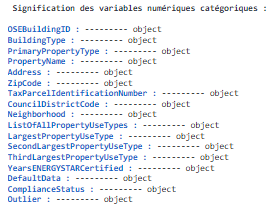 Signification des variables numériques catégoriques :
OSEBuildingID : --------- object
BuildingType : --------- object
PrimaryPropertyType : --------- object
PropertyName : --------- object
Address : --------- object
ZipCode : --------- object
TaxParcelIdentificationNumber : --------- object
CouncilDistrictCode : --------- object
Neighborhood : --------- object
ListOfAllPropertyUseTypes : --------- object
LargestPropertyUseType : --------- object
SecondLargestPropertyUseType : --------- object
ThirdLargestPropertyUseType : --------- object
YearsENERGYSTARCertified : --------- object
DefaultData : --------- object
ComplianceStatus : --------- object
Outlier : --------- object